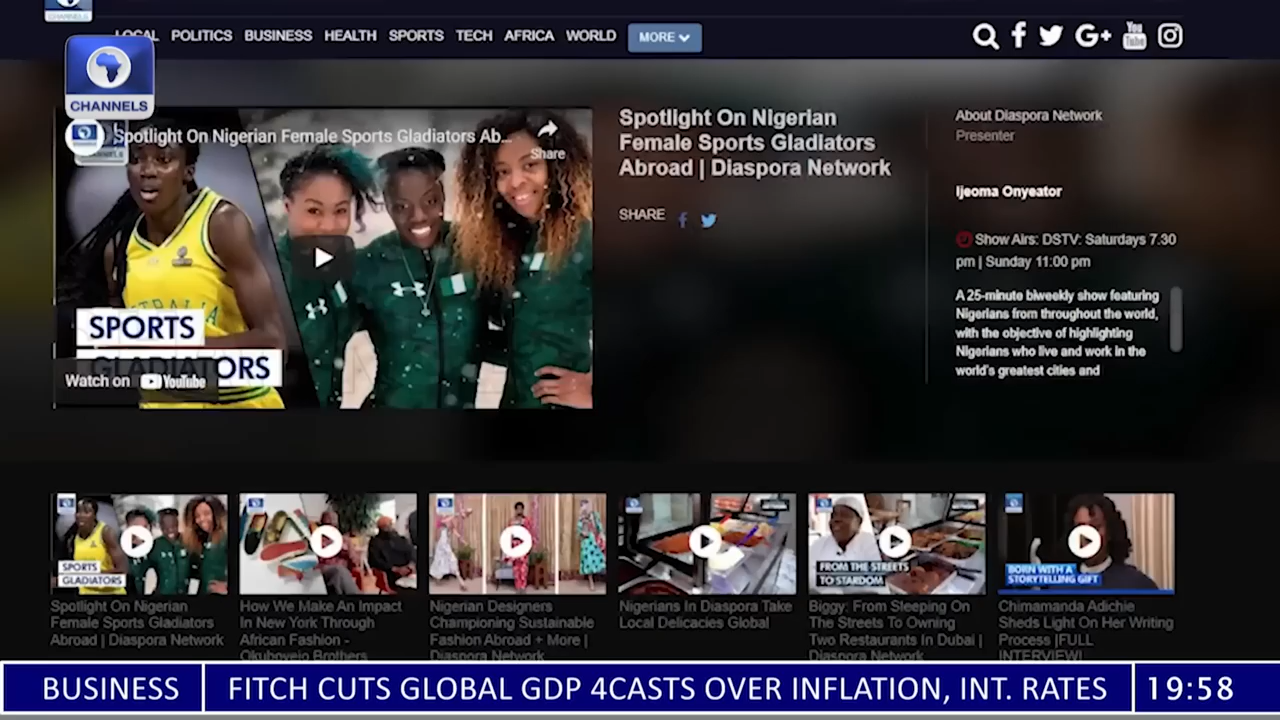 LOCAL POLITICS BUSINESS HEALTH SPORTS TECH AFRICA WORLD MORE
CHANNELS
Spotlight On Nigerian Female Sports Gladiators Ab...
Share
SPORTS
GLADIATORS
Watch on YouTube
Spotlight On Nigerian
Female Sports Gladiators
Abroad | Diaspora Network
SHARE
About Diaspora Network
Presenter
Ijeoma Onyeator
Show Airs: DSTV: Saturdays 7.30
pm | Sunday 11:00 pm
A 25-minute biweekly show featuring
Nigerians from throughout the world,
with the objective of highlighting
Nigerians who live and work in the
world's greatest cities and
SPORTS
GLADIATORS
FROM THE STREETS
TO STARDOM
BORN WITH A
STORYTELLING GIFT
Spotlight On Nigerian
Female Sports Gladiators
Abroad | Diaspora Network
How We Make An Impact
In New York Through
African Fashion -
Okuboyejo Brothers
Nigerian Designers
Championing Sustainable
Fashion Abroad + More |
Diaspora Network
Nigerians In Diaspora Take
Local Delicacies Global
Biggy: From Sleeping On
The Streets To Owning
Two Restaurants In Dubai |
Diaspora Network
Chimamanda Adichie
Sheds Light On Her Writing
Process |FULL
INTERVIEW|
BUSINESS FITCH CUTS GLOBAL GDP 4CASTS OVER INFLATION, INT. RATES 19:58